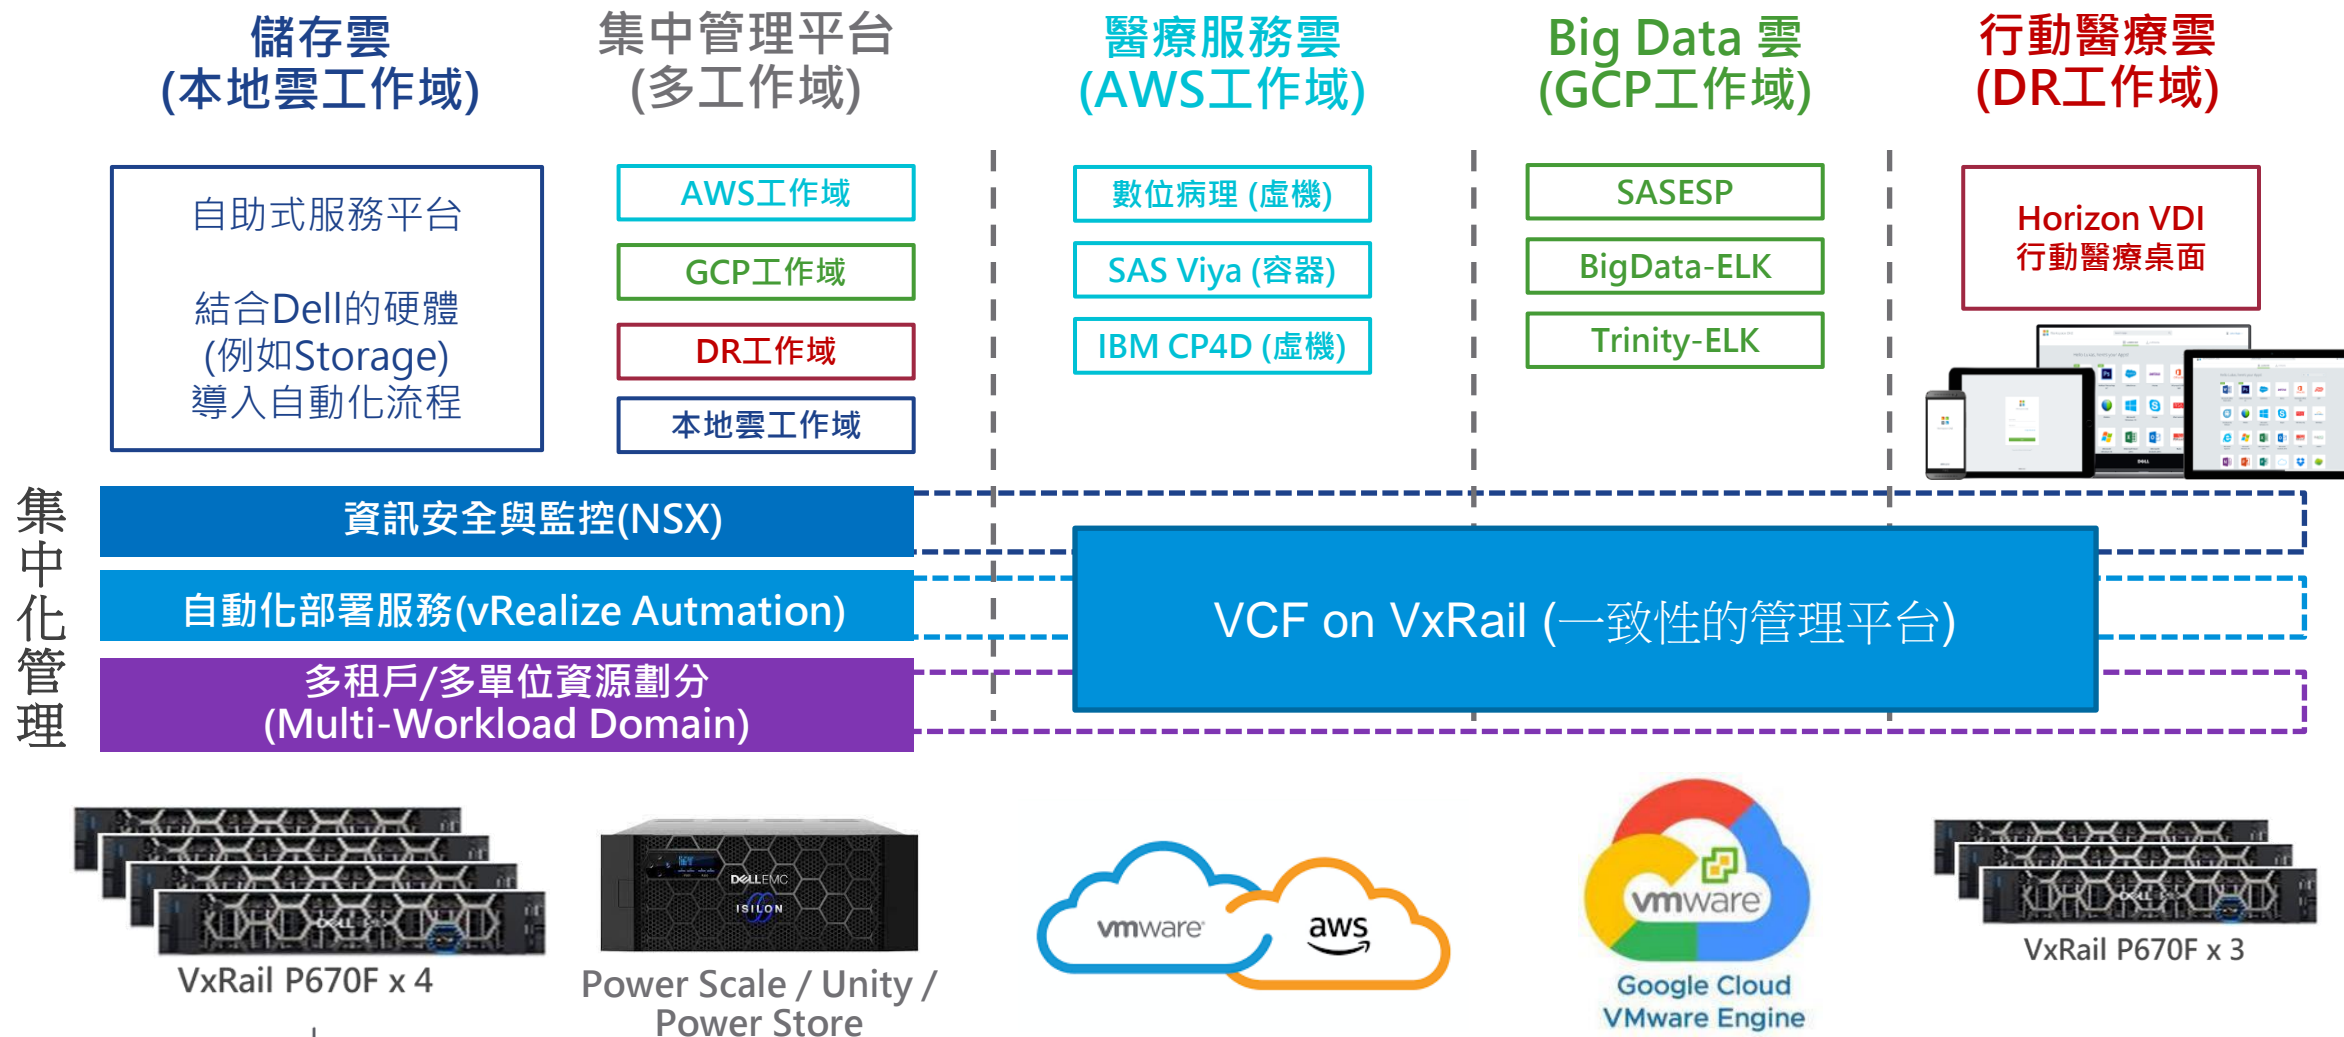 儲存雲
(本地雲工作域)
集中管理平台
(多工作域)
醫療服務雲
(AWS工作域)
Big Data 雲
(GCP工作域)
行動醫療雲
(DR工作域)
自助式服務平台
結合Dell的硬體
(例如Storage)
導入自動化流程
AWS工作域
GCP工作域
DR工作域
本地雲工作域
數位病理 (虛機)
SAS Viya (容器)
IBM CP4D (虛機)
SASESP
BigData-ELK
Trinity-ELK
Horizon VDI
行動醫療桌面
集中化管理
資訊安全與監控(NSX)
自動化部署服務(vRealize Autmation)
多租戶/多單位資源劃分
(Multi-Workload Domain)
VCF on VxRail (一致性的管理平台)
VxRail P670F x 4
DELLEMC
ISILON
Power Scale / Unity /
Power Store
vmware
aws
vmware
Google Cloud
VMware Engine
VxRail P670F x 3